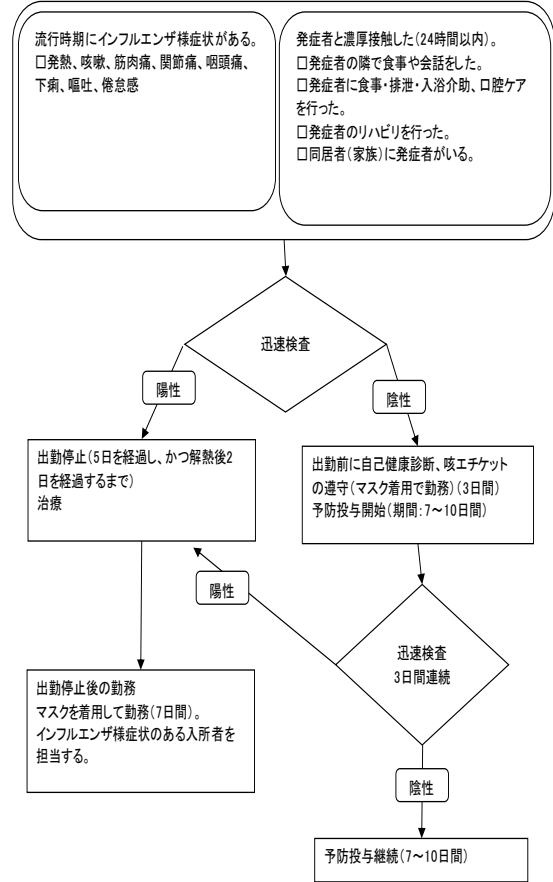 流行時期にインフルエンザ様症状がある。
□発熱、咳嗽、筋肉痛、関節痛、咽頭痛、
下痢、嘔吐、倦怠感
発症者と濃厚接触した(24時間以内)。
□発症者の隣で食事や会話をした。
□発症者に食事・排泄・入浴介助、口腔ケア
を行った。
□発症者のリハビリを行った。
□同居者(家族)に発症者がいる。
迅速検査
陽性
陰性
出勤停止(5日を経過し、かつ解熱後2
日を経過するまで)
治療
出勤前に自己健康診断、咳エチケット
の遵守(マスク着用で勤務)(3日間)
予防投与開始(期間:7～10日間)
陽性
迅速検査
3日間連続
出勤停止後の勤務
マスクを着用して勤務(7日間)。
インフルエンザ様症状のある入所者を
担当する。
陰性
予防投与継続(7～10日間)